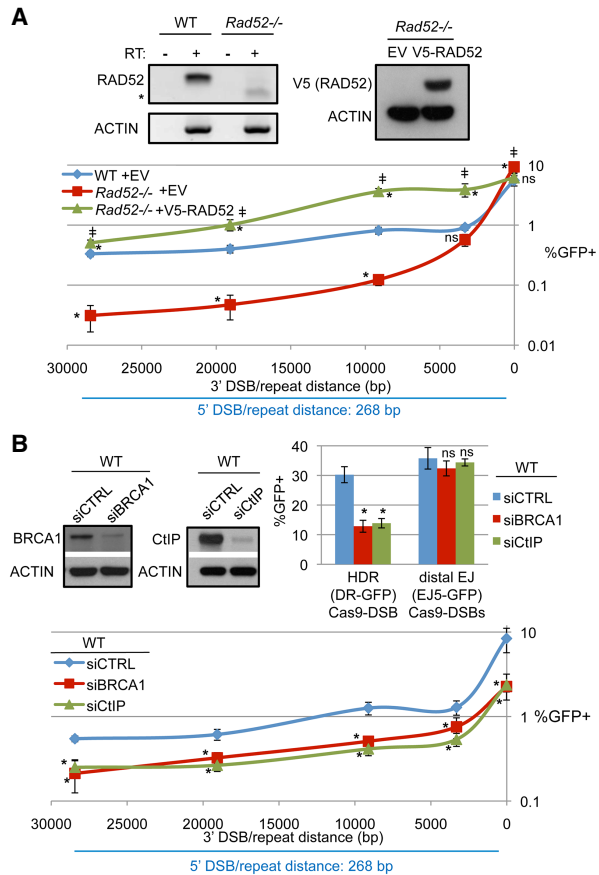 A
WT Rad52-/-
RT: - + - +
RAD52
*
ACTIN
Rad52-/-
EV V5-RAD52
V5 (RAD52)
ACTIN
WT +EV
Rad52-/- +EV
Rad52-/- +V5-RAD52
‡ * ‡ * ‡ * ‡ * ‡ * ns
* * * ns
10
1
0.1
0.01
%GFP+
30000 25000 20000 15000 10000 5000 0
3’ DSB/repeat distance (bp)
5’ DSB/repeat distance: 268 bp
B
WT
siCTRL siBRCA1
BRCA1
ACTIN
WT
siCTRL siCtIP
CtIP
ACTIN
%GFP+
40
30
20
10
0
* * ns ns
HDR (DR-GFP) Cas9-DSB
distal EJ (EJ5-GFP) Cas9-DSBs
WT
siCTRL
siBRCA1
siCtIP
WT
siCTRL
siBRCA1
siCtIP
* * * * *
* * * * *
10
1
0.1
%GFP+
30000 25000 20000 15000 10000 5000 0
3’ DSB/repeat distance (bp)
5’ DSB/repeat distance: 268 bp